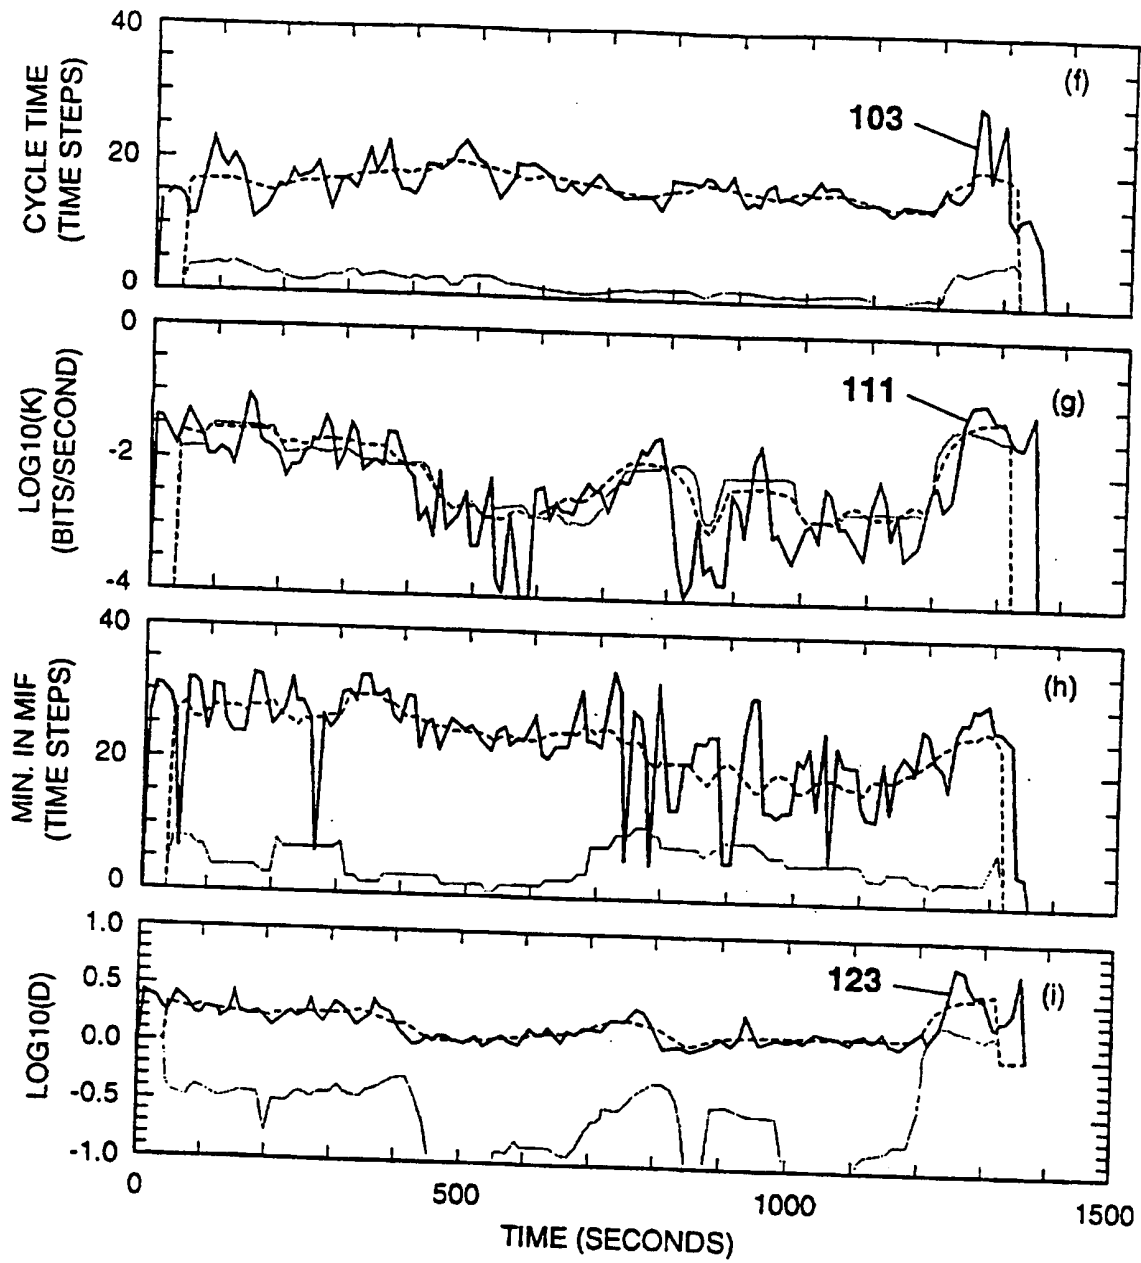 40
20
0
CYCLE TIME
(TIME STEPS)
(f)
103
0
-2
-4
LOG10(K)
(BITS/SECOND)
(g)
111
40
20
0
MIN. IN MIF
(TIME STEPS)
(h)
1.0
0.5
0.0
-0.5
-1.0
LOG10(D)
(i)
123
0
500
1000
1500
TIME (SECONDS)